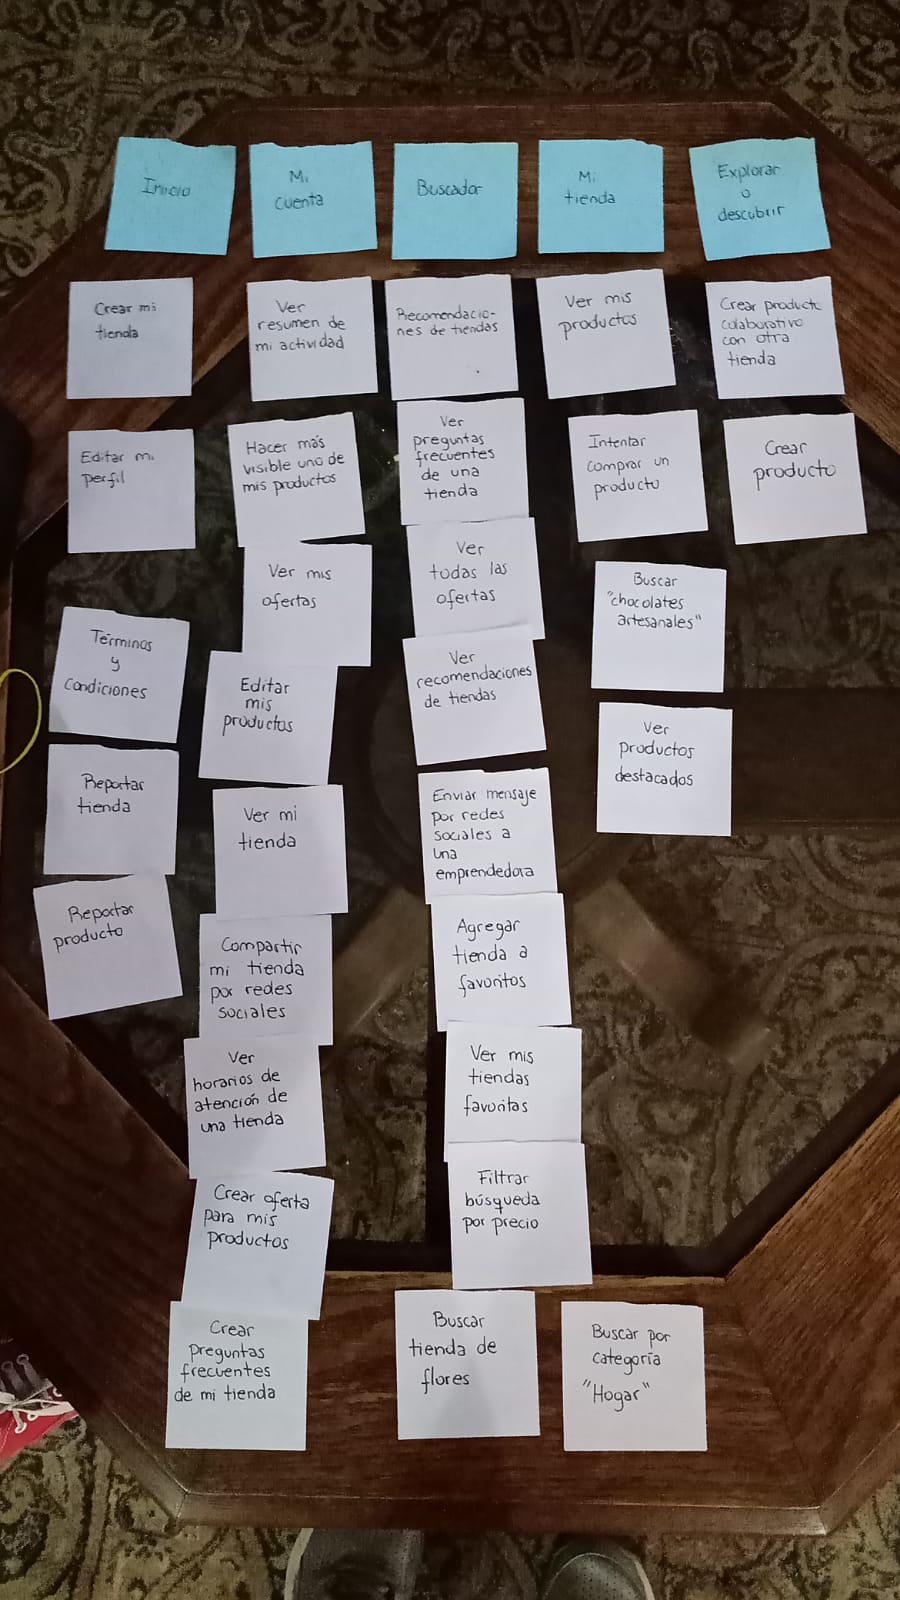 Inicio
Mi
cuenta
Buscador
Mi
tienda
Explorar
o
descubrir
Crear mi
tienda
Editar mi
perfil
Términos
y
condiciones
Reportar
tienda
Reportar
producto
Ver
resumen de
mi actividad
Hacer más
visible uno de
mis productos
Ver mis
ofertas
Editar
mis
productos
Ver mi
tienda
Compartir
mi tienda
por redes
sociales
Ver
horarios de
atención de
una tienda
Crear oferta
para mis
productos
Crear
preguntas
frecuentes
de mi tienda
Recomendacio-
nes de tiendas
Ver
preguntas
frecuentes
de una
tienda
Ver
todas las
ofertas
Ver
recomendaciones
de tiendas
Enviar mensaje
por redes
sociales a
una
emprendedora
Agregar
tienda a
favoritos
Ver mis
tiendas
favoritas
Filtrar
búsqueda
por precio
Buscar
tienda de
flores
Ver mis
productos
Intentar
comprar un
producto
Buscar
"chocolates
artesanales"
Ver
productos
destacados
Buscar por
categoría
"Hogar"
Crear producto
colaborativo
con otra
tienda
Crear
producto